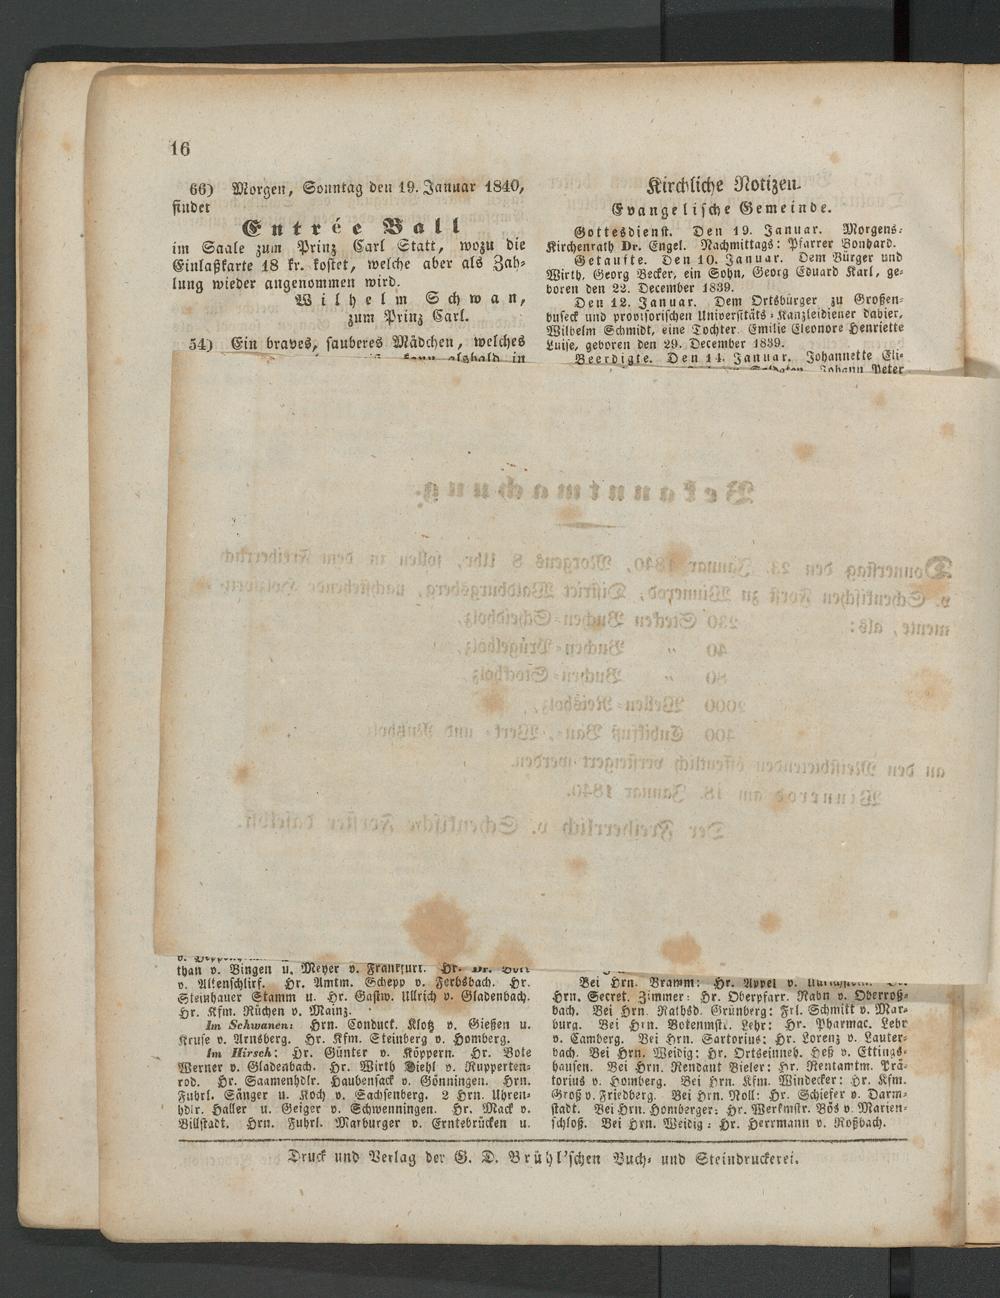 16
66) Morgen, Sonntag den 19. Januar 1840,
findet
Entrée Ball
im Saale zum Prinz Carl Statt, wozu die
Einlaßkarte 18 kr. kostet, welche aber als Zah-
lung wieder angenommen wird.
Wilhelm Schwan,
zum Prinz Carl.
54) Ein braves, sauberes Mädchen, welches
kann alsbald in
Kirchliche Notizen.
Evangelische Gemeinde.
Gottesdienst. Den 19. Januar. Morgens:
Kirchenrath Dr. Engel. Nachmittags: Pfarrer Bonhard.
Getaufte. Den 10. Januar. Dem Bürger und
Wirth, Georg Becker, ein Sohn, Georg Eduard Karl, ge-
boren den 22. December 1839.
Den 12. Januar. Dem Ortsbürger zu Großen-
buseck und provisorischen Universitäts-Kanzleidiener dahier,
Wilhelm Schmidt, eine Tochter, Emilie Eleonore Henriette
Luise, geboren den 29. December 1839.
Beerdigte. Den 14. Januar. Johannette Eli-
Soldaten, Johann Peter
Bekanntmachung.
Donnerstag den 23. Januar 1840, Morgens 8 Uhr, sollen in dem Freiherrlich
v. Schenkischen Forst zu Winnerod, District Waldburgsberg, nachstehende
mente, als:
230 Stecken Buchen-Scheidholz,
40 „ Buchen-Prügelholz,
80 „ Buchen-Stockholz,
2000 Wellen-Reisholz,
400 Cubikfuß Bau-, Werk- und Nutzholz
an den Meistbietenden öffentlich versteigert werden.
Winnerod am 18. Januar 1840.
Der Freiherrlich v. Schenkische Förster daselbst.
than v. Bingen u. Meyer v. Frankfurt. Hr. Dr.
v. Altenschlirf. Hr. Amtm. Schepp v. Ferbsbach. Hr.
Steinhauer Stamm u. Hr. Gastw. Ullrich v. Gladenbach.
Hr. Kfm. Rüchen v. Mainz.
Im Schwanen: Hrn. Conduct. Klotz v. Gießen u.
Kruse v. Arnsberg. Hr. Kfm. Steinberg v. Homberg.
Im Hirsch: Hr. Günter v. Köppern. Hr. Bote
Werner v. Gladenbach. Hr. Wirth Diehl v. Rupperten-
rod. Hr. Saamenhdlr. Haubensack v. Gönningen. Hrn.
Fuhrl. Sänger u. Koch v. Sachsenberg. 2 Hrn. Uhren-
hdlr. Haller u. Geiger v. Schwenningen. Hr. Mack v.
Billstadt. Hrn. Fuhrl. Marburger v. Erntebrücken u.
Bei Hrn. Bramm: Hr. Appel v.
Hrn. Secret. Zimmer: Hr. Oberpfarr. Rabn v. Oberroß-
bach. Bei Hrn. Rathsd. Grünberg: Frl. Schmitt v. Mar-
burg. Bei Hrn. Botenmstr. Lehr: Hr. Pharmac. Lehr
v. Camberg. Bei Hrn. Sartorius: Hr. Lorenz v. Lauter-
bach. Bei Hrn. Weidig: Hr. Ortseinneh. Heß v. Ettings-
hausen. Bei Hrn. Rendant Bieler: Hr. Rentamtm. Prä-
torius v. Homberg. Bei Hrn. Kfm. Windecker: Hr. Kfm.
Groß v. Friedberg. Bei Hrn. Noll: Hr. Schiefer v. Darm-
stadt. Bei Hrn. Homberger: Hr. Werkmstr. Bös v. Marien-
schloß. Bei Hrn. Weidig: Hr. Herrmann v. Roßbach.
Druck und Verlag der G. D. Brühl'schen Buch- und Steindruckerei.